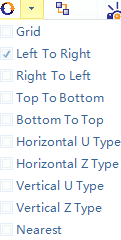 Grid
Left To Right
Right To Left
Top To Bottom
Bottom To Top
Horizontal U Type
Horizontal Z Type
Vertical U Type
Vertical Z Type
Nearest